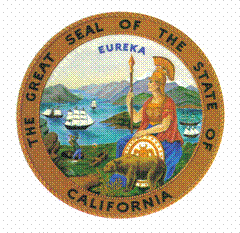 THE GREAT SEAL OF THE STATE OF
CALIFORNIA
EUREKA